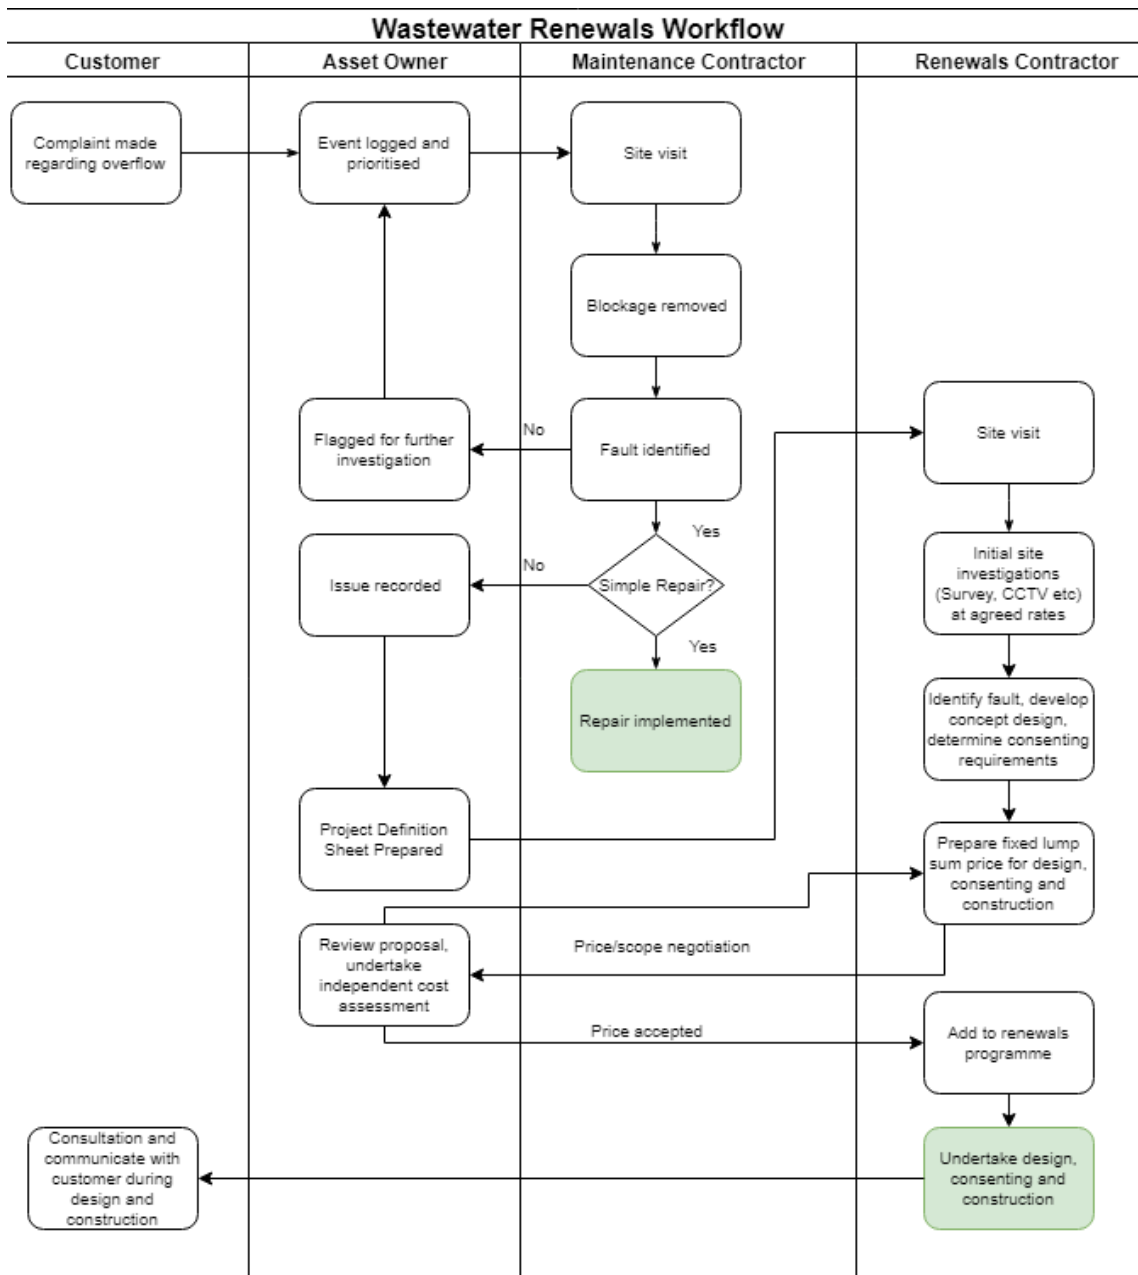 Wastewater Renewals Workflow
Customer
Asset Owner
Maintenance Contractor
Renewals Contractor
Complaint made
regarding overflow
Event logged and
prioritised
Site visit
Blockage removed
Flagged for further
investigation
No
Fault identified
Site visit
Yes
Issue recorded
No
Simple Repair?
Initial site
investigations
(Survey, CCTV etc)
at agreed rates
Yes
Repair implemented
Identify fault, develop
concept design,
determine consenting
requirements
Project Definition
Sheet Prepared
Prepare fixed lump
sum price for design,
consenting and
construction
Review proposal,
undertake
independent cost
assessment
Price/scope negotiation
Price accepted
Add to renewals
programme
Consultation and
communicate with
customer during
design and
construction
Undertake design,
consenting and
construction